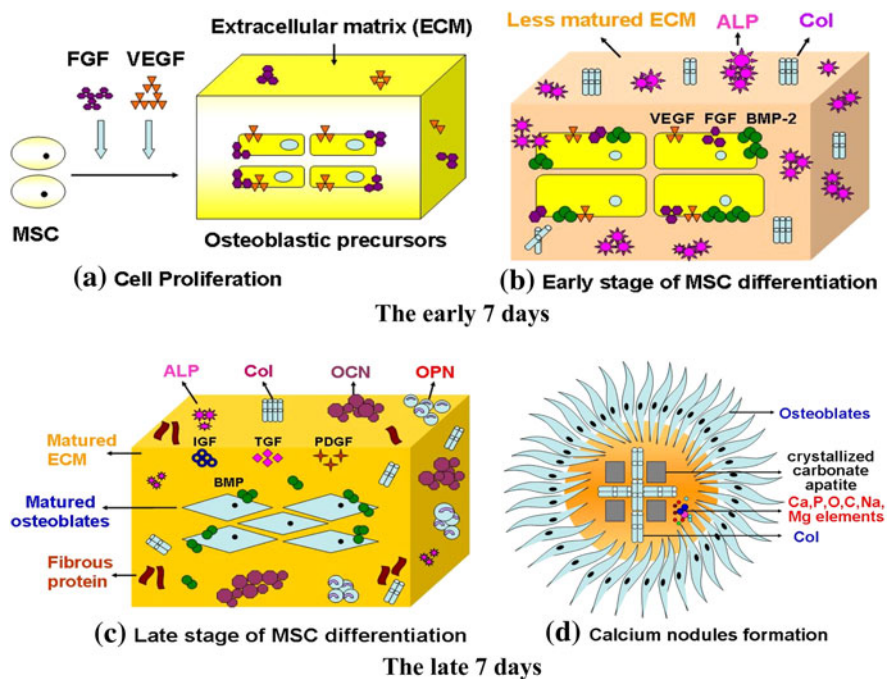 Extracellular matrix (ECM)
FGF VEGF
MSC
Osteoblastic precursors
(a) Cell Proliferation
Less matured ECM ALP Col
VEGF FGF BMP-2
(b) Early stage of MSC differentiation
The early 7 days
ALP Col OCN OPN
Matured
ECM
IGF TGF PDGF
BMP
Matured
osteoblates
Fibrous
protein
(c) Late stage of MSC differentiation
Osteoblates
crystallized
carbonate
apatite
Ca,P,O,C,Na,
Mg elements
Col
(d) Calcium nodules formation
The late 7 days